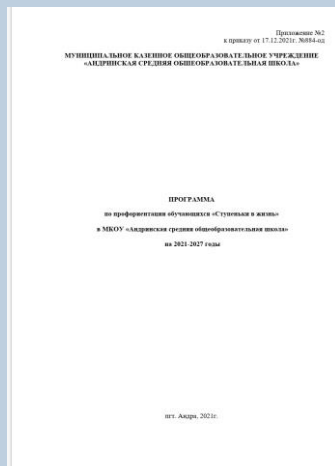 Приложение №2
к приказу от 17.12.2021г. №884-од
МУНИЦИПАЛЬНОЕ КАЗЕННОЕ ОБЩЕОБРАЗОВАТЕЛЬНОЕ УЧРЕЖДЕНИЕ
«АНДРИНСКАЯ СРЕДНЯЯ ОБЩЕОБРАЗОВАТЕЛЬНАЯ ШКОЛА»
ПРОГРАММА
по профориентации обучающихся «Ступеньки в жизнь»
в МКОУ «Андринская средняя общеобразовательная школа»
на 2021-2027 годы
пгт. Андра, 2021г.